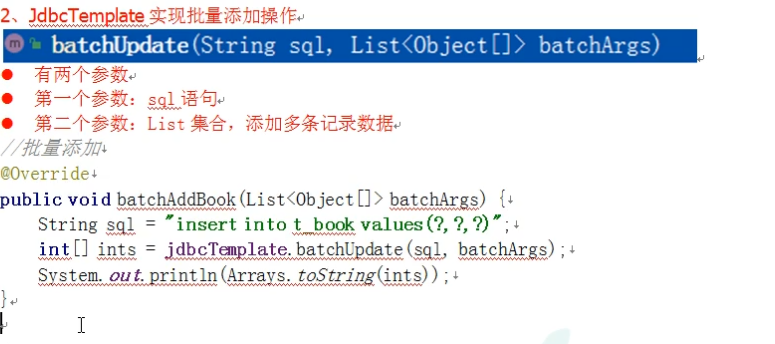 2、JdbcTemplate 实现批量添加操作
m batchUpdate(String sql, List<Object[]> batchArgs)
● 有两个参数
● 第一个参数：sql 语句
● 第二个参数：List 集合，添加多条记录数据
//批量添加
@Override
public void batchAddBook(List<Object[]> batchArgs) {
String sql = "insert into t_book values(?,?,?)";
int[] ints = jdbcTemplate.batchUpdate(sql, batchArgs);
System.out.println(Arrays.toString(ints));
}